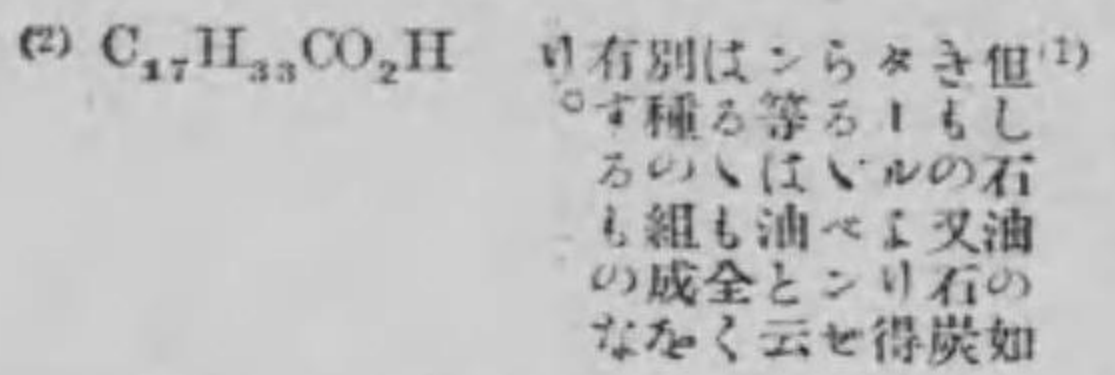 (1)但し石油の如
きもの又石炭
タールより得
らるゝベンセ
ン等は油と云
はるゝも全く
別種の組成を
有するものな
り。
(2) C₁₇H₃₃CO₂H